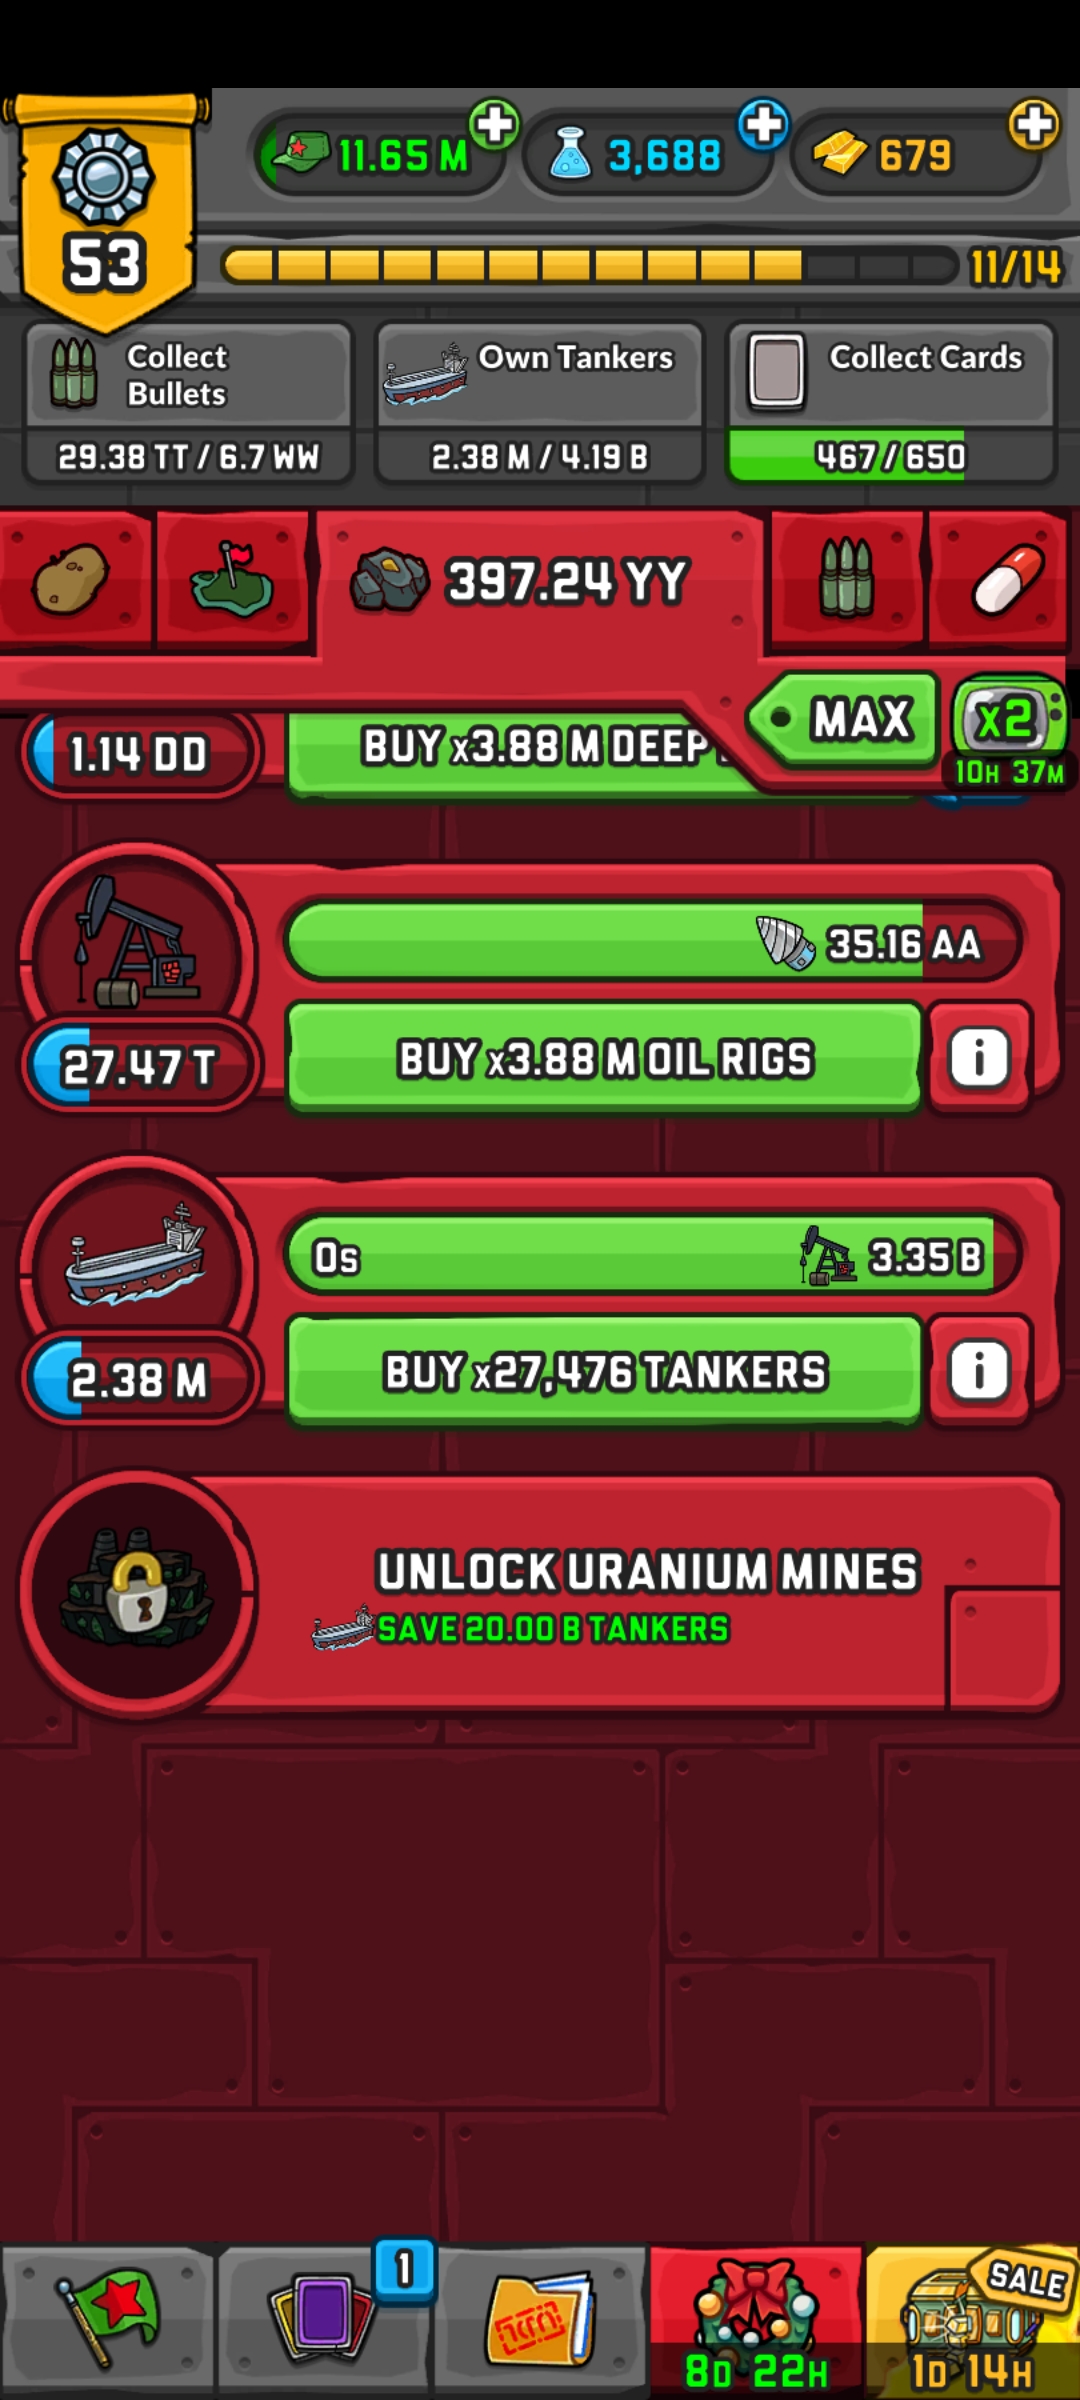 11.65 M
3,688
679
53
11/14
Collect
Bullets
29.38 TT / 6.7 WW
Own Tankers
2.38 M / 4.19 B
Collect Cards
467 / 650
397.24 YY
MAX
x2
10H 37M
1.14 DD
BUY x3.88 M DEEP
35.16 AA
27.47 T
BUY x3.88 M OIL RIGS
i
0s
3.35 B
2.38 M
BUY x27,476 TANKERS
i
UNLOCK URANIUM MINES
SAVE 20.00 B TANKERS
1
8D 22H
SALE
1D 14H